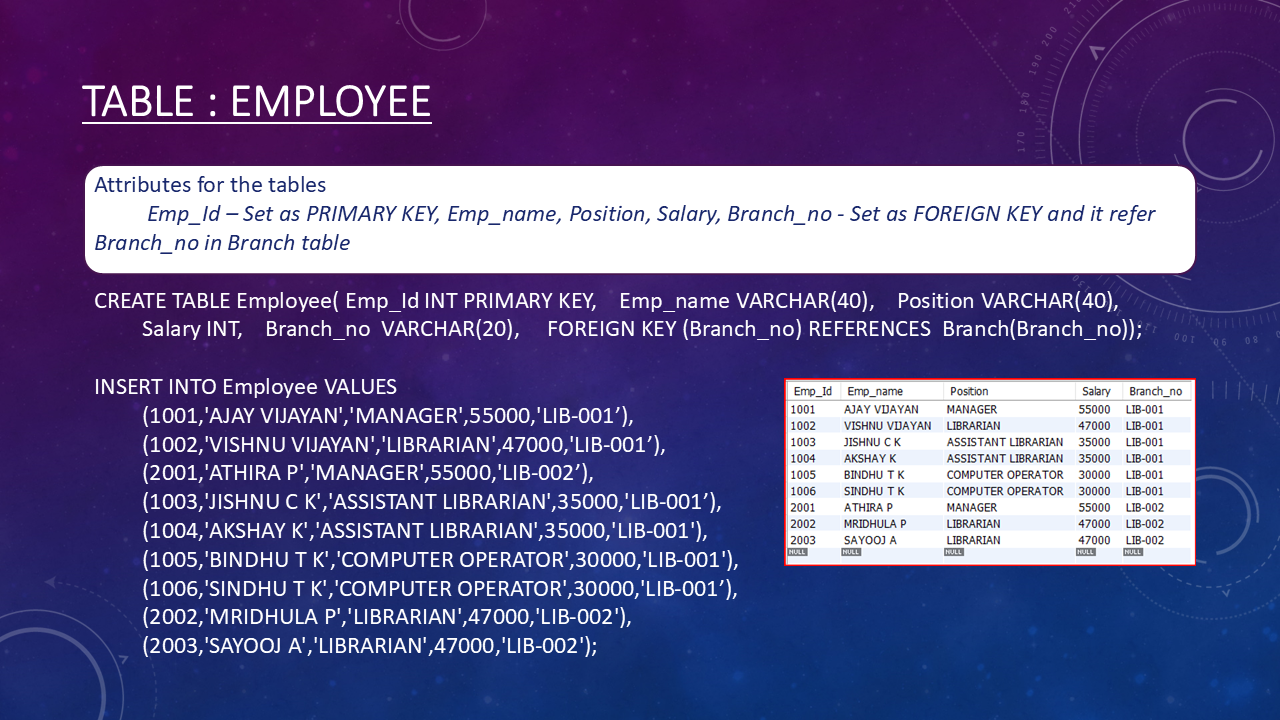 TABLE : EMPLOYEE
Attributes for the tables
Emp_Id – Set as PRIMARY KEY, Emp_name, Position, Salary, Branch_no - Set as FOREIGN KEY and it refer
Branch_no in Branch table
CREATE TABLE Employee( Emp_Id INT PRIMARY KEY, Emp_name VARCHAR(40), Position VARCHAR(40),
Salary INT, Branch_no VARCHAR(20), FOREIGN KEY (Branch_no) REFERENCES Branch(Branch_no));
INSERT INTO Employee VALUES
(1001,'AJAY VIJAYAN','MANAGER',55000,'LIB-001’),
(1002,'VISHNU VIJAYAN','LIBRARIAN',47000,'LIB-001’),
(2001,'ATHIRA P','MANAGER',55000,'LIB-002’),
(1003,'JISHNU C K','ASSISTANT LIBRARIAN',35000,'LIB-001’),
(1004,'AKSHAY K','ASSISTANT LIBRARIAN',35000,'LIB-001'),
(1005,'BINDHU T K','COMPUTER OPERATOR',30000,'LIB-001'),
(1006,'SINDHU T K','COMPUTER OPERATOR',30000,'LIB-001’),
(2002,'MRIDHULA P','LIBRARIAN',47000,'LIB-002'),
(2003,'SAYOOJ A','LIBRARIAN',47000,'LIB-002');
Emp_Id Emp_name Position Salary Branch_no
1001 AJAY VIJAYAN MANAGER 55000 LIB-001
1002 VISHNU VIJAYAN LIBRARIAN 47000 LIB-001
1003 JISHNU C K ASSISTANT LIBRARIAN 35000 LIB-001
1004 AKSHAY K ASSISTANT LIBRARIAN 35000 LIB-001
1005 BINDHU T K COMPUTER OPERATOR 30000 LIB-001
1006 SINDHU T K COMPUTER OPERATOR 30000 LIB-001
2001 ATHIRA P MANAGER 55000 LIB-002
2002 MRIDHULA P LIBRARIAN 47000 LIB-002
2003 SAYOOJ A LIBRARIAN 47000 LIB-002
NULL NULL NULL NULL NULL
210
200
190
180
170
100 90 80